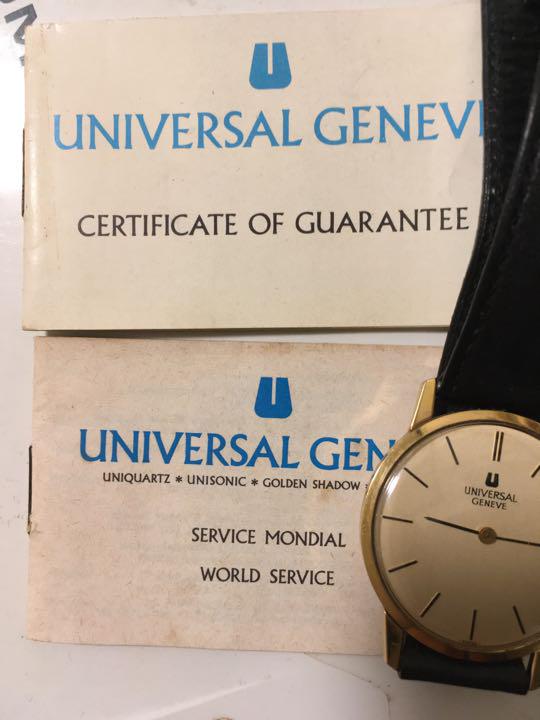 UNIVERSAL GENEV
CERTIFICATE OF GUARANTEE
UNIVERSAL GEN
UNIQUARTZ * UNISONIC * GOLDEN SHADOW
SERVICE MONDIAL
WORLD SERVICE
UNIVERSAL
GENEVE